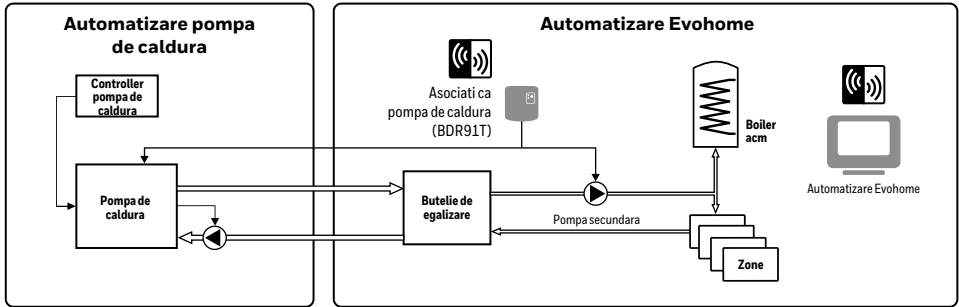 Automatizare pompa
de caldura
Controller
pompa de
caldura
Pompa de
caldura
Automatizare Evohome
Asociati ca
pompa de caldura
(BDR91T)
Butelie de
egalizare
Pompa secundara
Boiler
acm
Zone
Automatizare Evohome